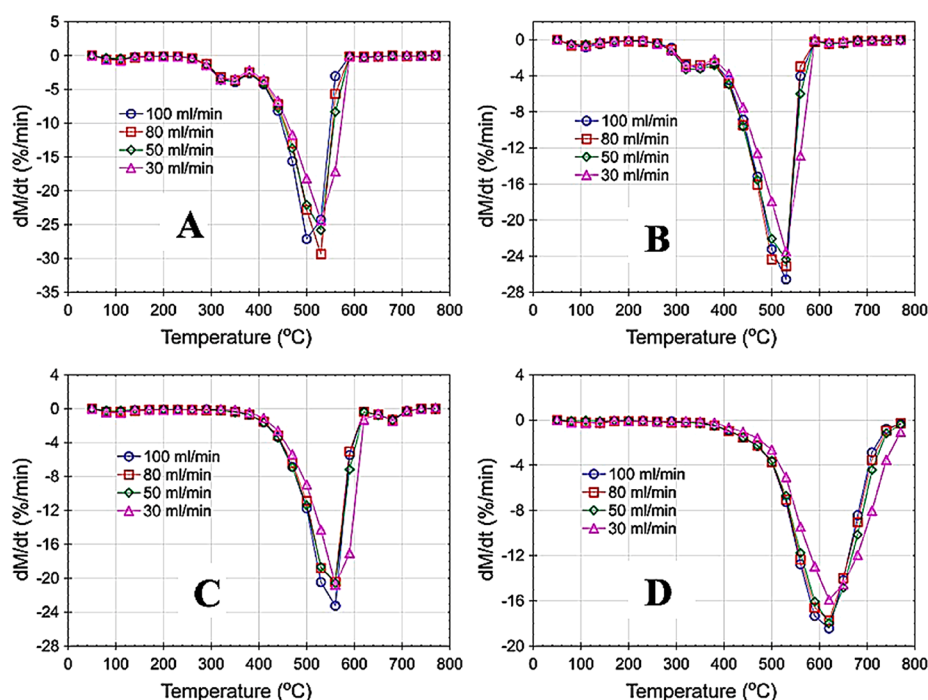 5
0
-5
-10
-15
-20
-25
-30
-35
dM/dt (%/min)
100 ml/min
80 ml/min
50 ml/min
30 ml/min
A
0 100 200 300 400 500 600 700 800
Temperature (ºC)
0
-4
-8
-12
-16
-20
-24
-28
dM/dt (%/min)
100 ml/min
80 ml/min
50 ml/min
30 ml/min
B
0 100 200 300 400 500 600 700 800
Temperature (ºC)
4
0
-4
-8
-12
-16
-20
-24
-28
dM/dt (%/min)
100 ml/min
80 ml/min
50 ml/min
30 ml/min
C
0 100 200 300 400 500 600 700 800
Temperature (ºC)
4
0
-4
-8
-12
-16
-20
dM/dt (%/min)
100 ml/min
80 ml/min
50 ml/min
30 ml/min
D
0 100 200 300 400 500 600 700 800
Temperature (ºC)